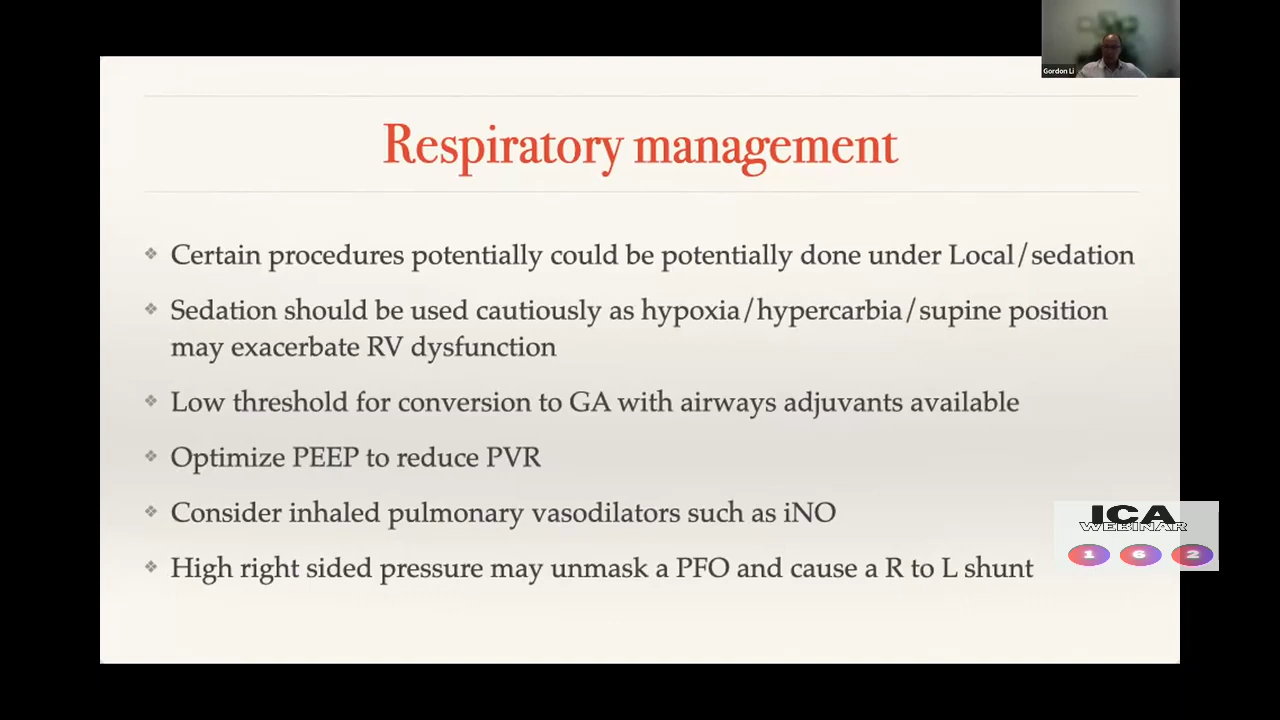 Gordon Li
Respiratory management
❖ Certain procedures potentially could be potentially done under Local/sedation
❖ Sedation should be used cautiously as hypoxia/hypercarbia/supine position
may exacerbate RV dysfunction
❖ Low threshold for conversion to GA with airways adjuvants available
❖ Optimize PEEP to reduce PVR
❖ Consider inhaled pulmonary vasodilators such as iNO
❖ High right sided pressure may unmask a PFO and cause a R to L shunt
ICA
WEBINAR
1 6 2